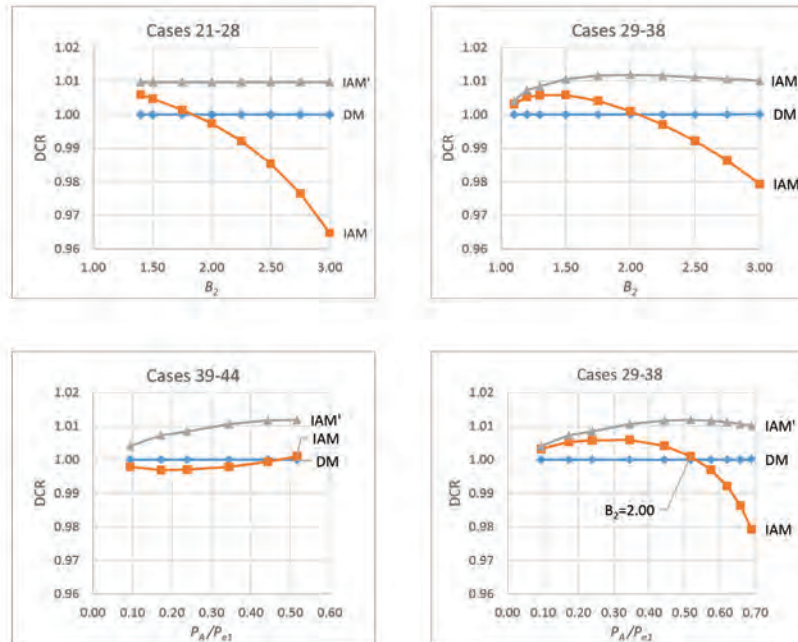 Cases 21-28
1.02
1.01
1.00
0.99
0.98
0.97
0.96
DCR
IAM'
DM
IAM
1.00 1.50 2.00 2.50 3.00
B2
Cases 29-38
1.02
1.01
1.00
0.99
0.98
0.97
0.96
DCR
IAM
DM
IAM
1.00 1.50 2.00 2.50 3.00
B2
Cases 39-44
1.02
1.01
1.00
0.99
0.98
0.97
0.96
DCR
IAM'
IAM
DM
0.00 0.10 0.20 0.30 0.40 0.50 0.60
PA/Pe1
Cases 29-38
1.02
1.01
1.00
0.99
0.98
0.97
0.96
DCR
IAM'
DM
B2=2.00
IAM
0.00 0.10 0.20 0.30 0.40 0.50 0.60 0.70
PA/Pe1